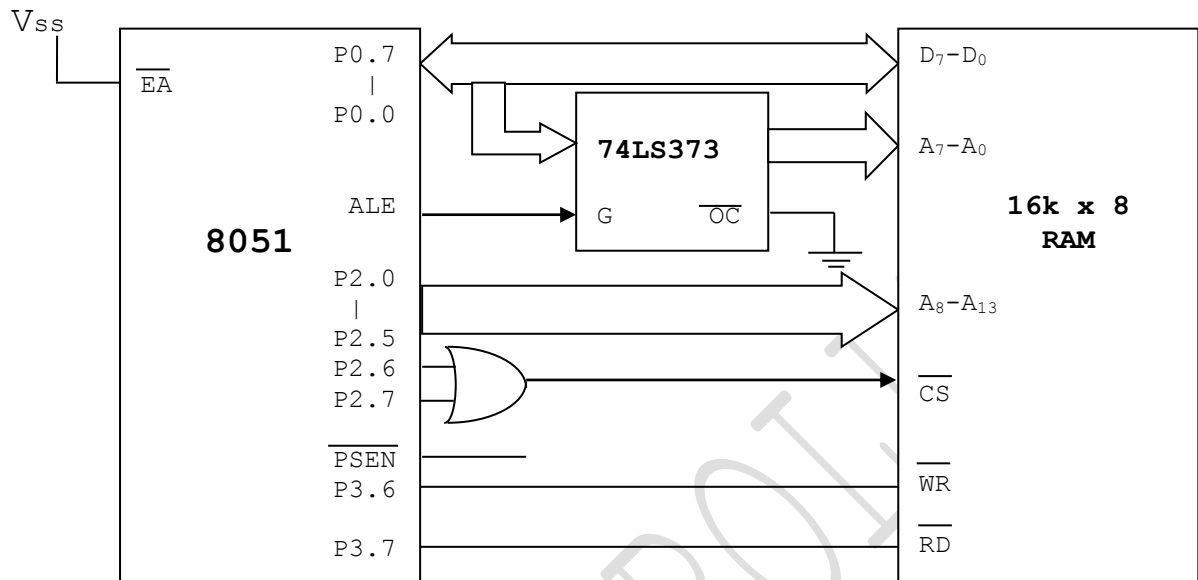 Vss
EA
P0.7
|
P0.0
ALE
8051
P2.0
|
P2.5
P2.6
P2.7
PSEN
P3.6
P3.7
74LS373
G
OC
D₇-D₀
A₇-A₀
16k x 8
RAM
A₈-A₁₃
CS
WR
RD
POL